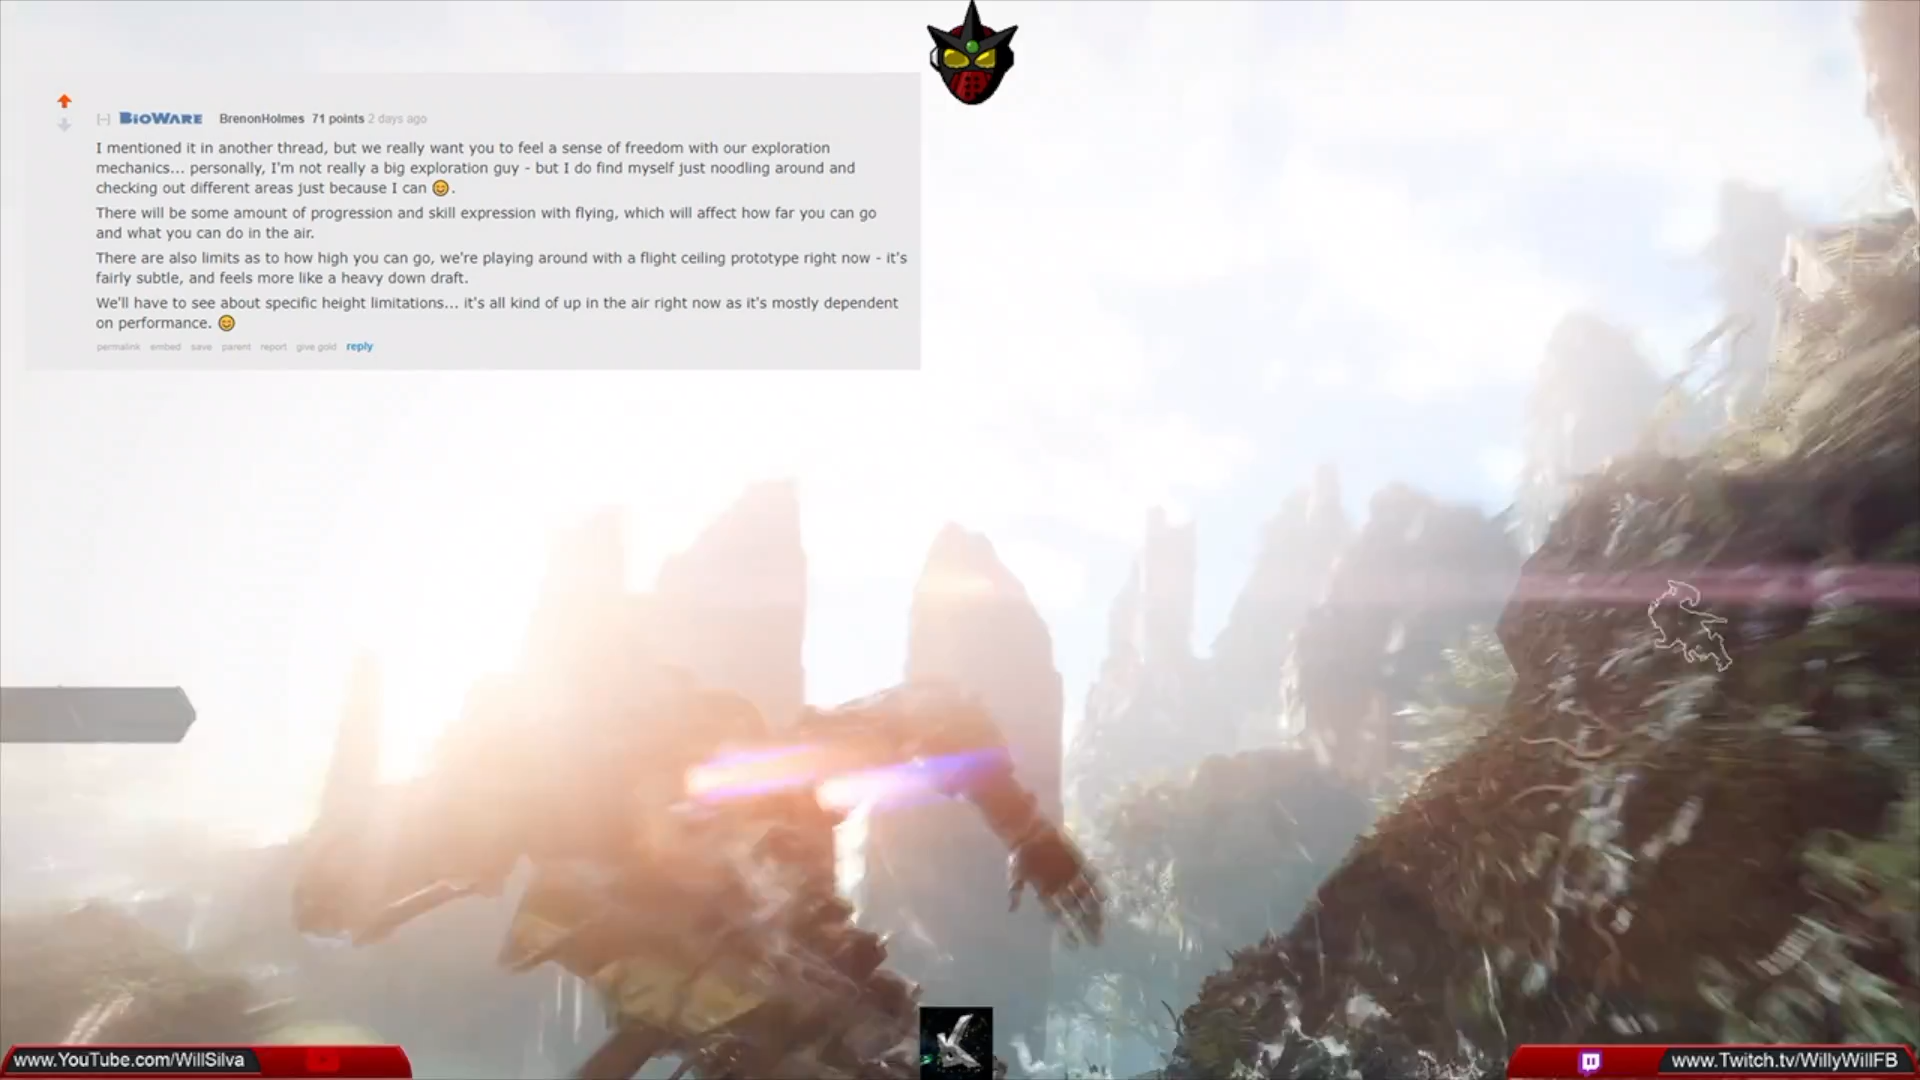 [-] BioWare BrenonHolmes 71 points 2 days ago
I mentioned it in another thread, but we really want you to feel a sense of freedom with our exploration
mechanics... personally, I'm not really a big exploration guy - but I do find myself just noodling around and
checking out different areas just because I can 😊.
There will be some amount of progression and skill expression with flying, which will affect how far you can go
and what you can do in the air.
There are also limits as to how high you can go, we're playing around with a flight ceiling prototype right now - it's
fairly subtle, and feels more like a heavy down draft.
We'll have to see about specific height limitations... it's all kind of up in the air right now as it's mostly dependent
on performance. 😊
permalink embed save parent report give gold reply
www.YouTube.com/WillSilva
www.Twitch.tv/WillyWillFB